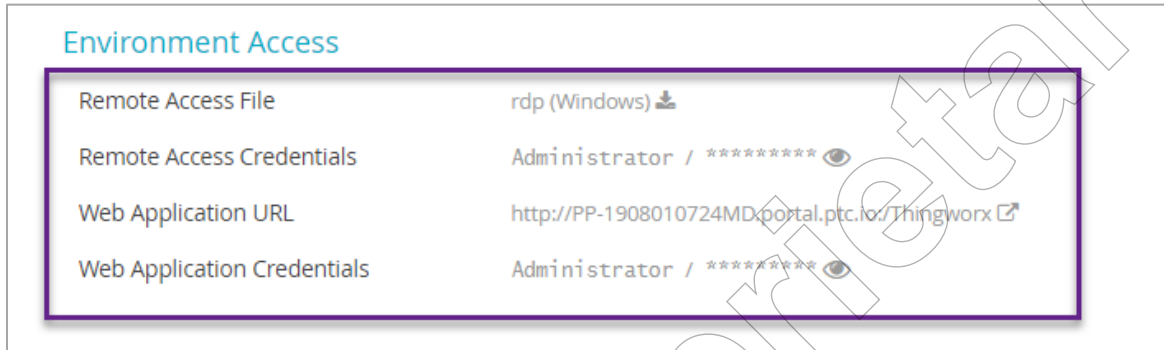 Environment Access
Remote Access File rdp (Windows)
Remote Access Credentials Administrator / *********
Web Application URL http://PP-1908010724MD.portal.ptc.io:/Thingworx
Web Application Credentials Administrator / *********